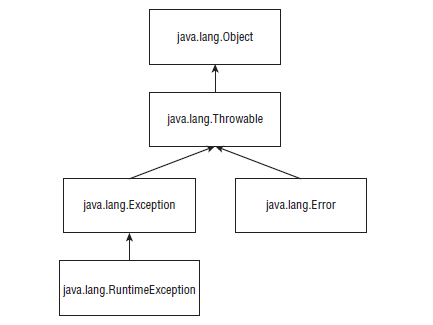 java.lang.Object
java.lang.Throwable
java.lang.Exception
java.lang.Error
java.lang.RuntimeException